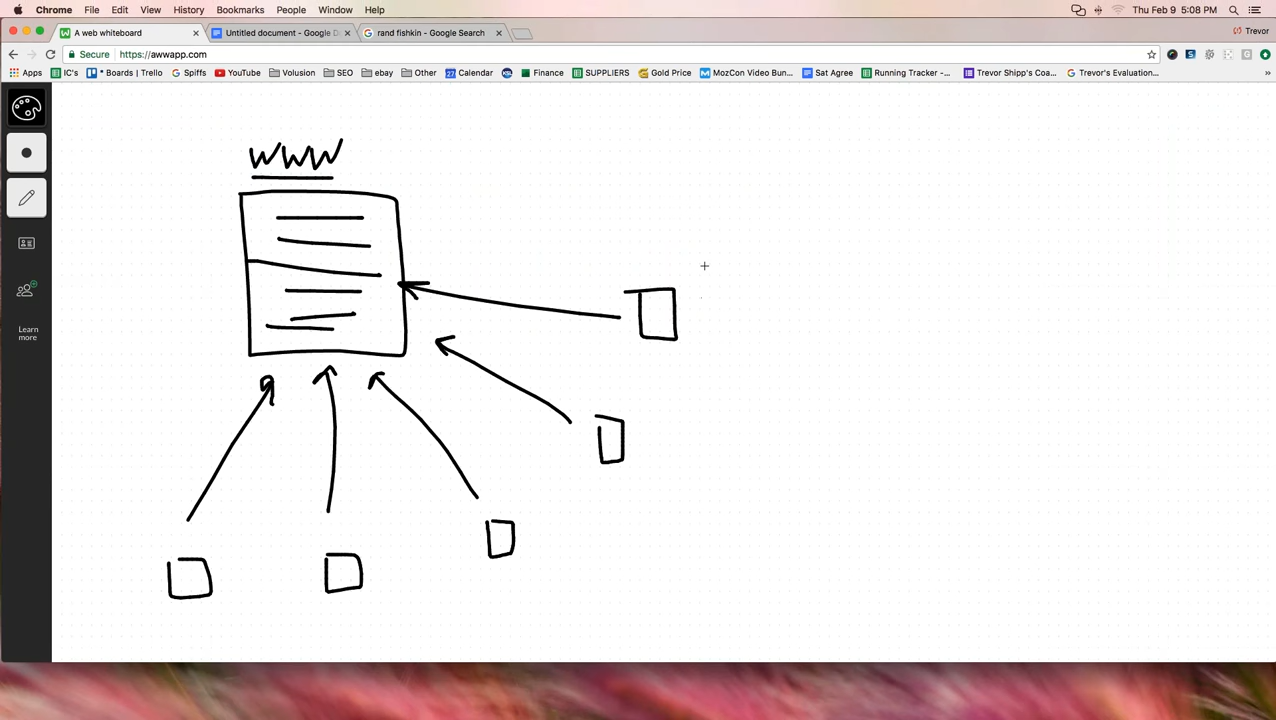 Chrome File Edit View History Bookmarks People Window Help Thu Feb 9 5:08 PM
A web whiteboard Untitled document - Google D rand fishkin - Google Search Trevor
Secure https://awwapp.com
Apps IC's * Boards | Trello Spiffs YouTube Volusion SEO ebay Other Calendar Finance SUPPLIERS Gold Price MozCon Video Bun... Sat Agree Running Tracker -... Trevor Shipp's Coa... Trevor's Evaluation...
WWW
Learn
more